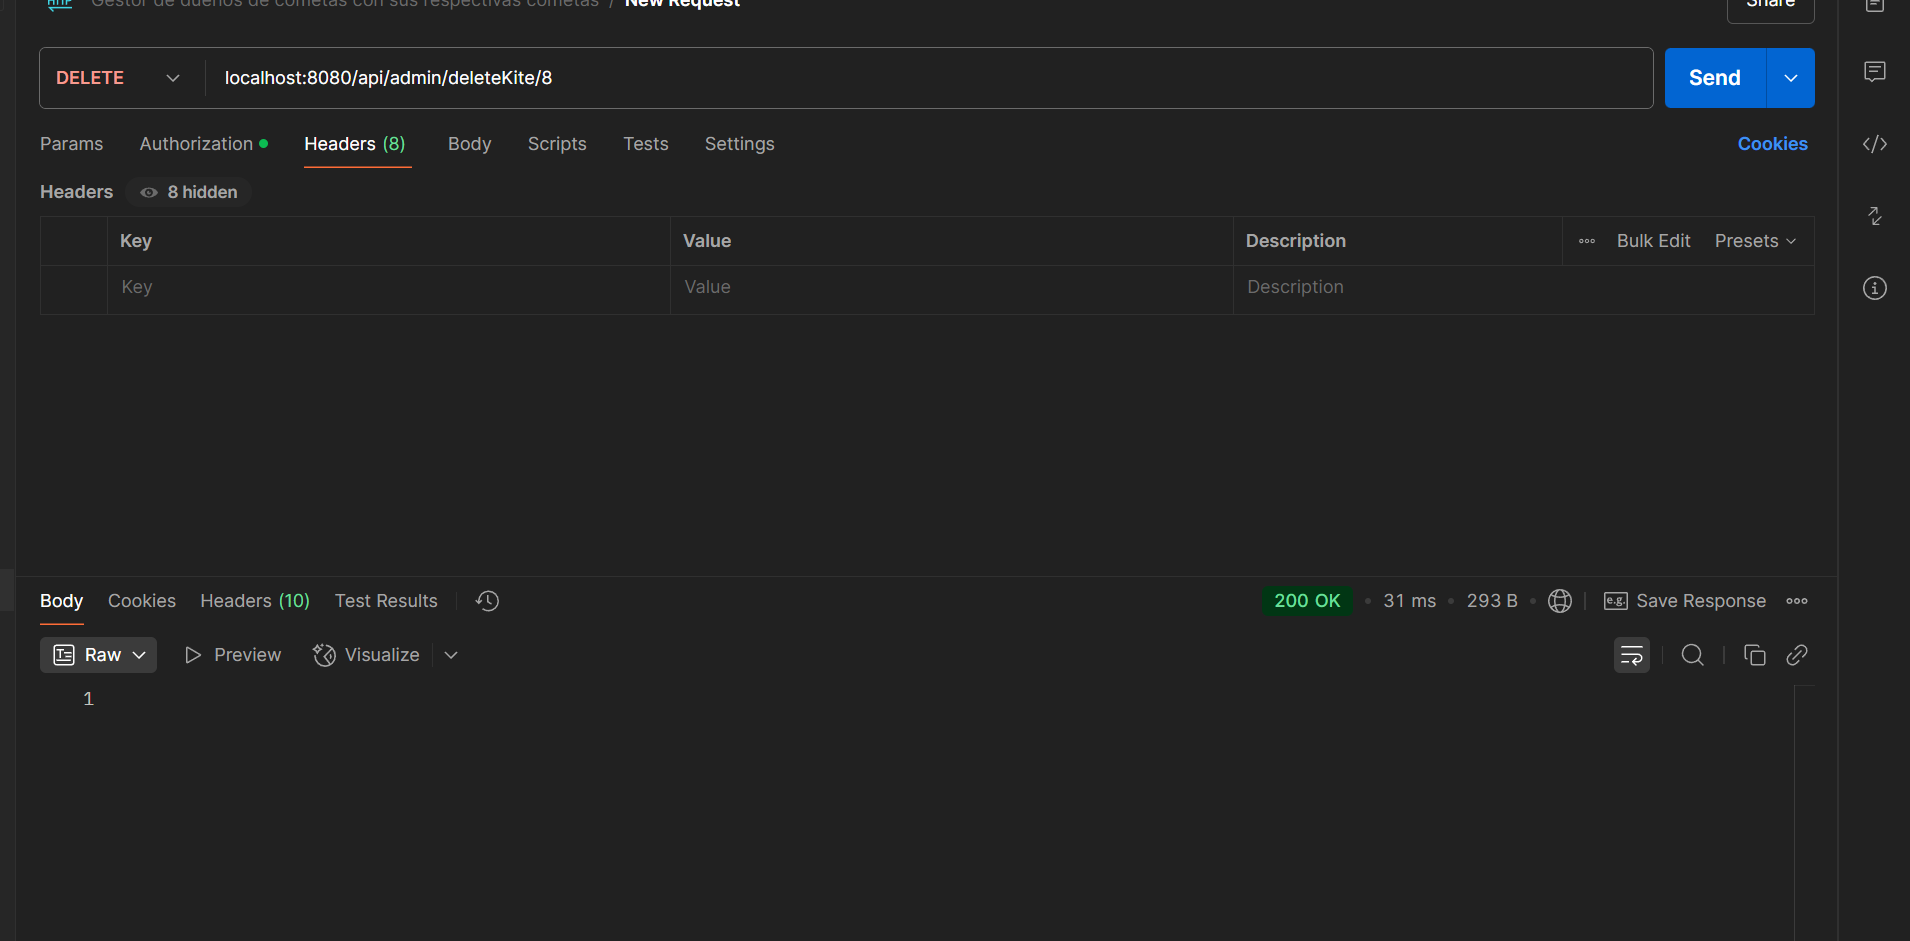 HTTP Gestor de dueños de cometas con sus respectivas cometas / New Request
Share
DELETE localhost:8080/api/admin/deleteKite/8 Send
Params Authorization Headers (8) Body Scripts Tests Settings Cookies
Headers 8 hidden
Key Value Description Bulk Edit Presets
Key Value Description
Body Cookies Headers (10) Test Results 200 OK • 31 ms • 293 B • e.g. Save Response
Raw Preview Visualize
1